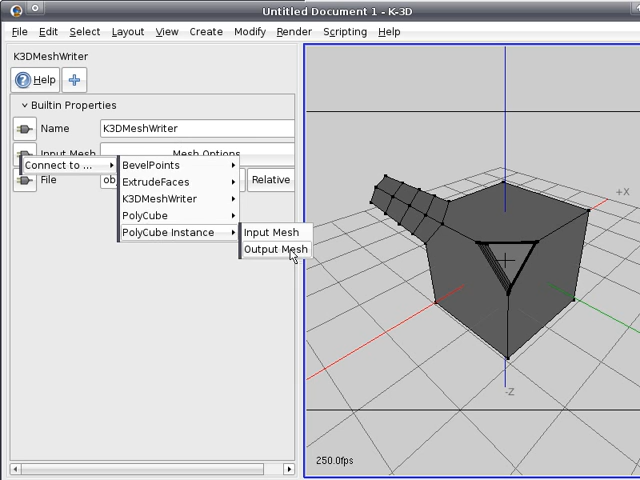 Untitled Document 1 - K-3D
File Edit Select Layout View Create Modify Render Scripting Help
K3DMeshWriter
Help
Builtin Properties
Name K3DMeshWriter
Input Mesh Mesh Options
Connect to ... BevelPoints
File Relative
ExtrudeFaces
K3DMeshWriter
PolyCube
PolyCube Instance Input Mesh
Output Mesh
+X
-Z
250.0fps